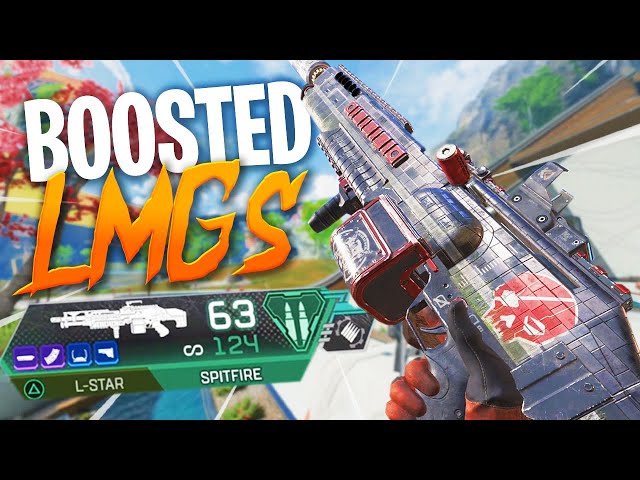 BOOSTED
LMGs
63
∞ 124
L-STAR
SPITFIRE